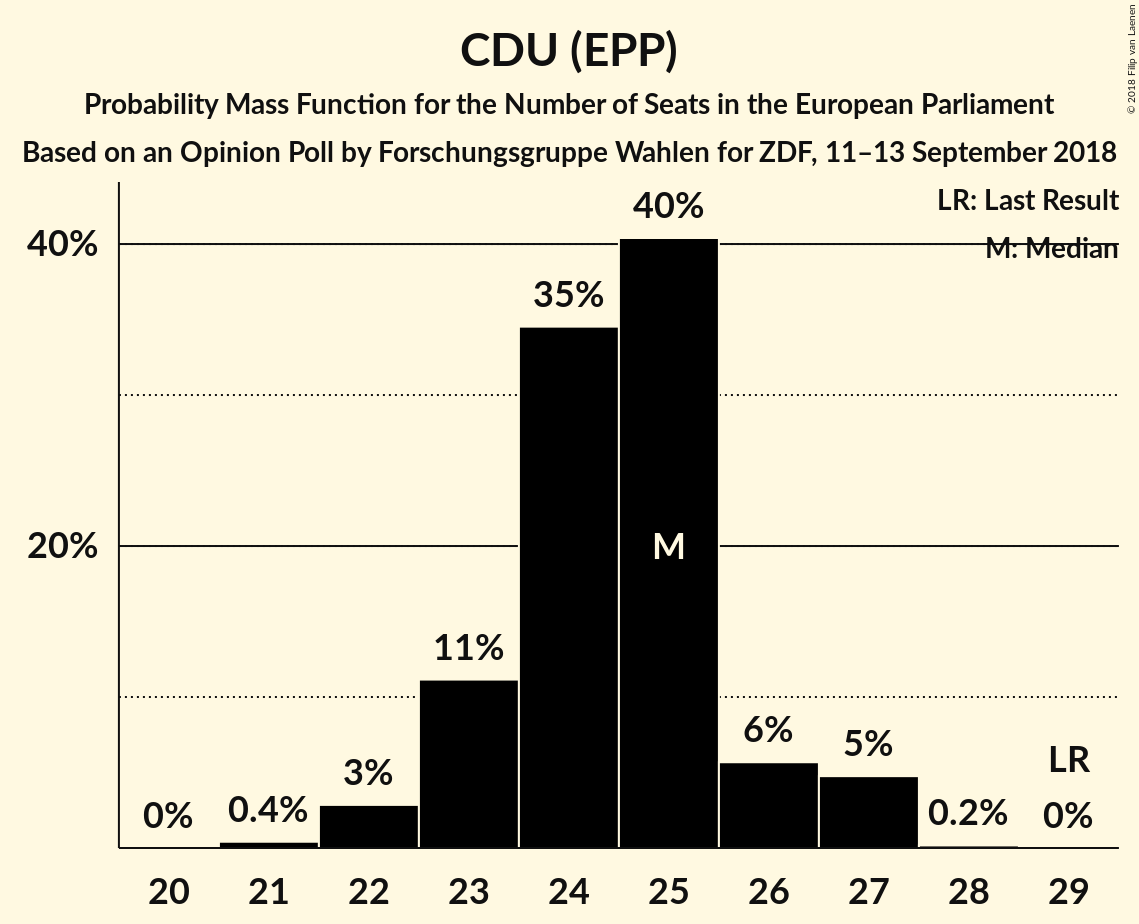 CDU (EPP)
Probability Mass Function for the Number of Seats in the European Parliament
Based on an Opinion Poll by Forschungsgruppe Wahlen for ZDF, 11–13 September 2018
© 2018 Filip van Laenen
LR: Last Result
M: Median
40%
20%
0%
0.4%
3%
11%
35%
40%
M
6%
5%
0.2%
LR
0%
20 21 22 23 24 25 26 27 28 29